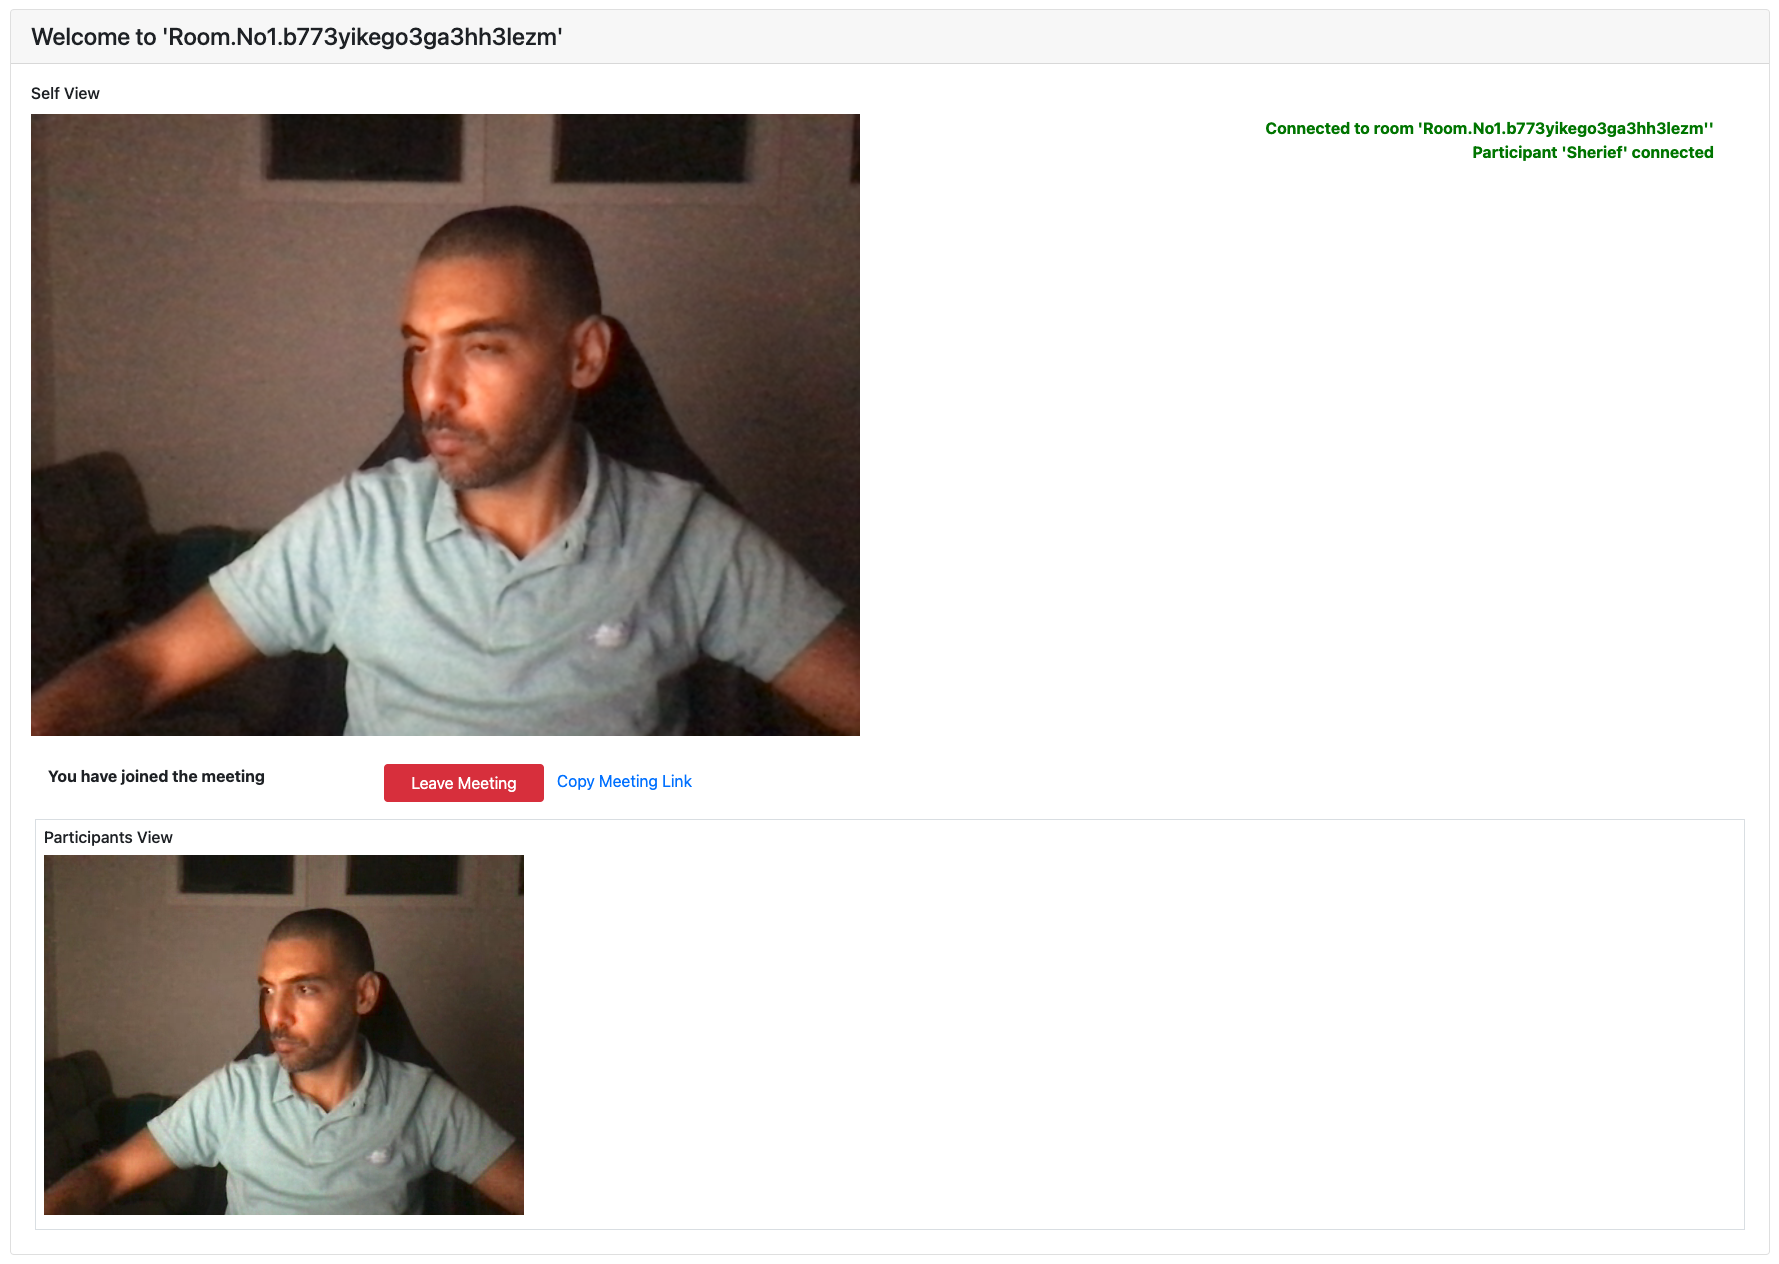 Welcome to 'Room.No1.b773yikego3ga3hh3lezm'
Self View
Connected to room 'Room.No1.b773yikego3ga3hh3lezm''
Participant 'Sherief' connected
You have joined the meeting
Leave Meeting
Copy Meeting Link
Participants View